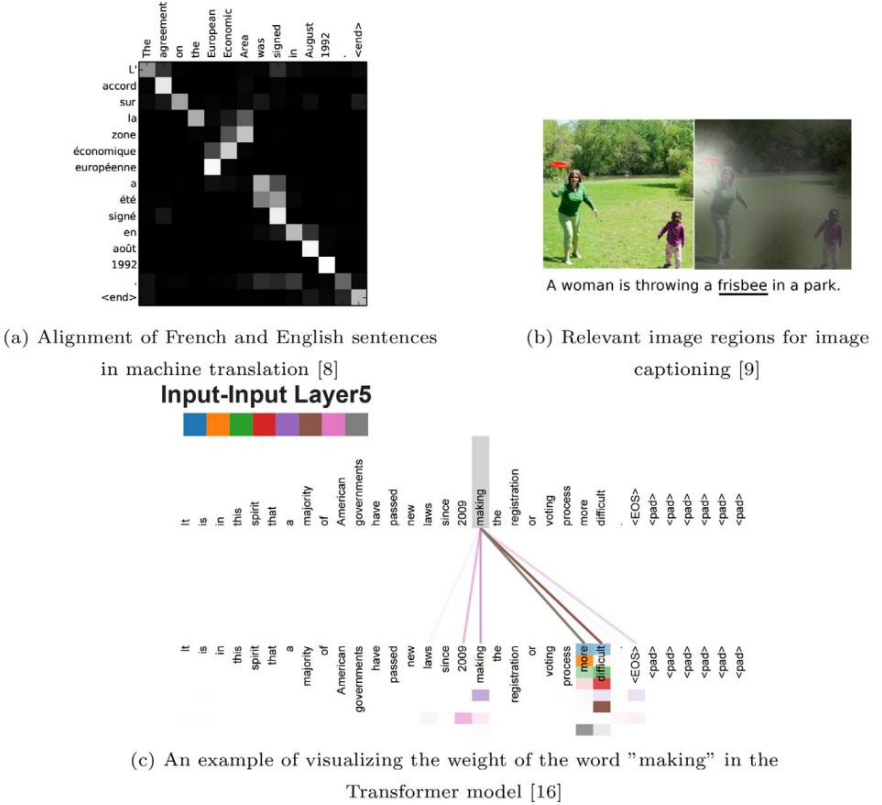 The agreement on the European Economic Area was signed in August 1992 . <end>
L'
accord
sur
la
zone
économique
européenne
a
été
signé
en
août
1992
.
<end>
A woman is throwing a frisbee in a park.
(a) Alignment of French and English sentences
in machine translation [8]
(b) Relevant image regions for image
captioning [9]
Input-Input Layer5
It is in this spirit that a majority of American governments have passed new laws since 2009 making the registration or voting process more difficult . <EOS> <pad> <pad> <pad> <pad> <pad>
It is in this spirit that a majority of American governments have passed new laws since 2009 making the registration or voting process more difficult . <EOS> <pad> <pad> <pad> <pad> <pad>
(c) An example of visualizing the weight of the word ”making” in the
Transformer model [16]